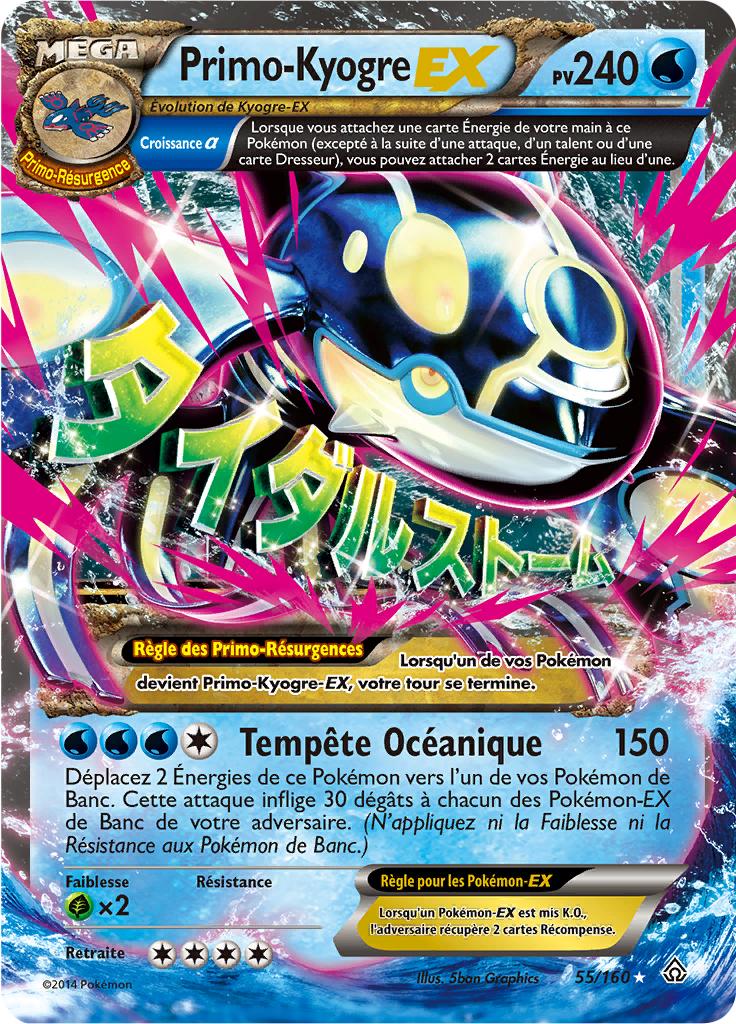 MÉGA
Primo-Kyogre EX
PV240
Évolution de Kyogre-EX
Primo-Résurgence
Croissance α
Lorsque vous attachez une carte Énergie de votre main à ce
Pokémon (excepté à la suite d'une attaque, d'un talent ou d'une
carte Dresseur), vous pouvez attacher 2 cartes Énergie au lieu d'une.
タイダルストーム
Règle des Primo-Résurgences
Lorsqu'un de vos Pokémon
devient Primo-Kyogre-EX, votre tour se termine.
Tempête Océanique 150
Déplacez 2 Énergies de ce Pokémon vers l'un de vos Pokémon de
Banc. Cette attaque inflige 30 dégâts à chacun des Pokémon-EX
de Banc de votre adversaire. (N'appliquez ni la Faiblesse ni la
Résistance aux Pokémon de Banc.)
Faiblesse
Résistance
×2
Retraite
Règle pour les Pokémon-EX
Lorsqu'un Pokémon-EX est mis K.O.,
l'adversaire récupère 2 cartes Récompense.
©2014 Pokémon
Illus. 5ban Graphics
55/160 ★